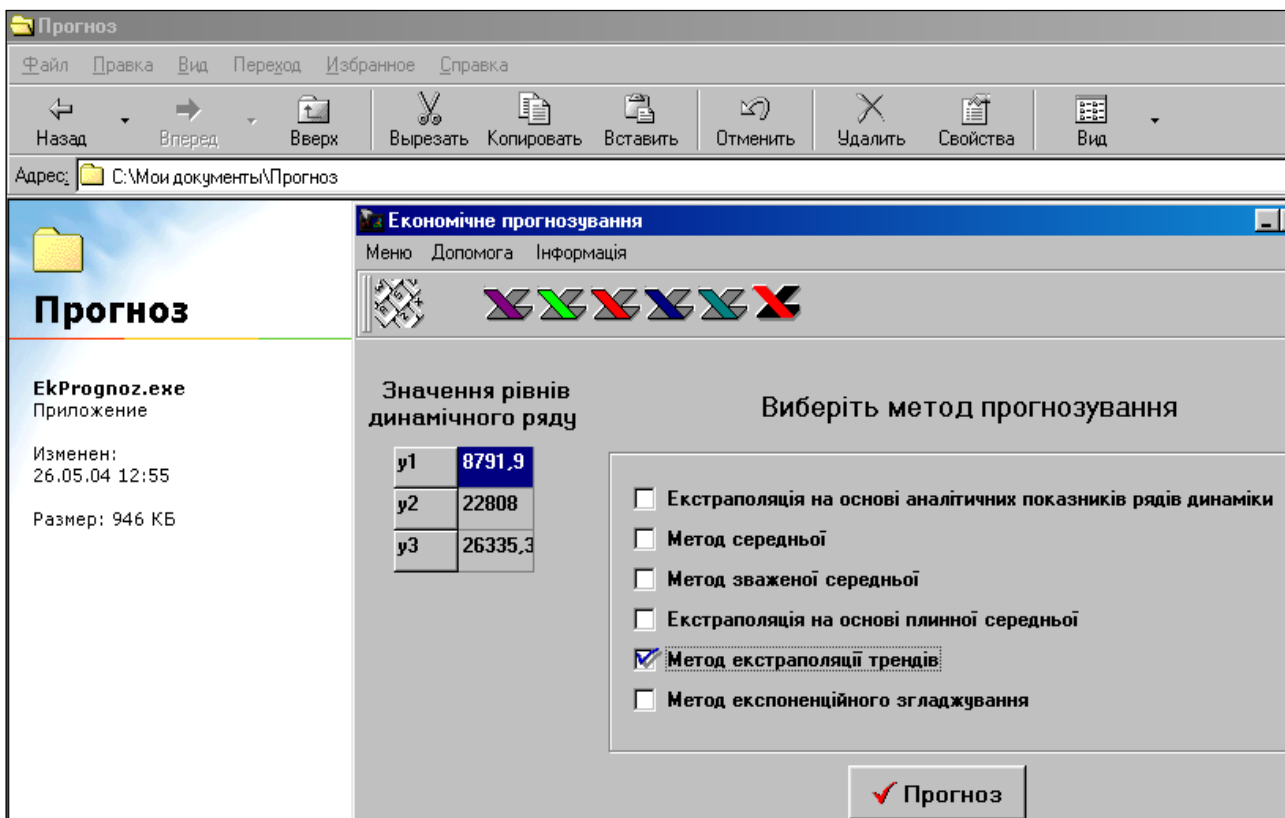 Прогноз
Файл Правка Вид Переход Избранное Справка
Назад Вперед Вверх Вырезать Копировать Вставить Отменить Удалить Свойства Вид
Адрес: C:\Мои документы\Прогноз
Економічне прогнозування
Меню Допомога Інформація
Прогноз
EkPrognoz.exe
Приложение
Изменен:
26.05.04 12:55
Размер: 946 КБ
Значення рівнів
динамічного ряду
y1 8791,9
y2 22808
y3 26335,3
Виберіть метод прогнозування
Екстраполяція на основі аналітичних показників рядів динаміки
Метод середньої
Метод зваженої середньої
Екстраполяція на основі плинної середньої
Метод екстраполяції трендів
Метод експоненційного згладжування
Прогноз